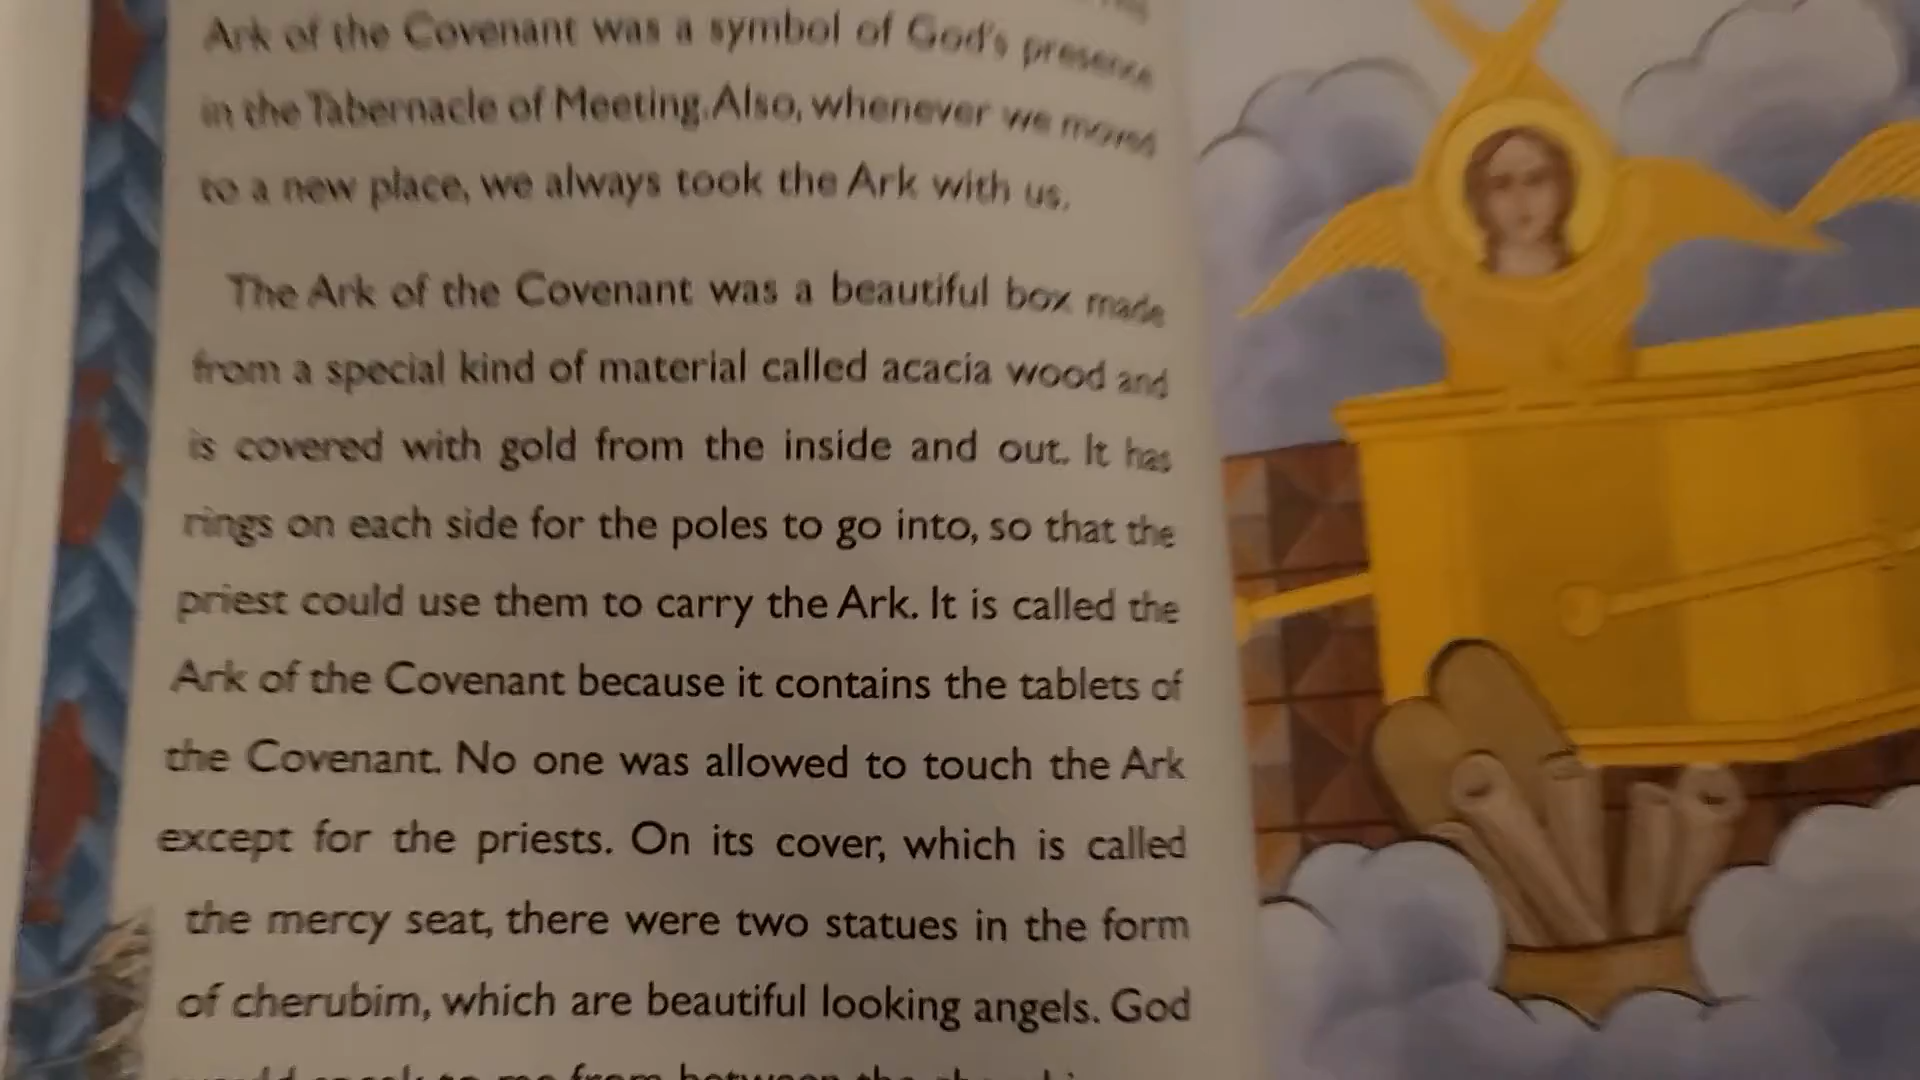 Ark of the Covenant was a symbol of God's presence
in the Tabernacle of Meeting. Also, whenever we moved
to a new place, we always took the Ark with us.
The Ark of the Covenant was a beautiful box made
from a special kind of material called acacia wood and
is covered with gold from the inside and out. It has
rings on each side for the poles to go into, so that the
priest could use them to carry the Ark. It is called the
Ark of the Covenant because it contains the tablets of
the Covenant. No one was allowed to touch the Ark
except for the priests. On its cover, which is called
the mercy seat, there were two statues in the form
of cherubim, which are beautiful looking angels. God
speak to me from between the